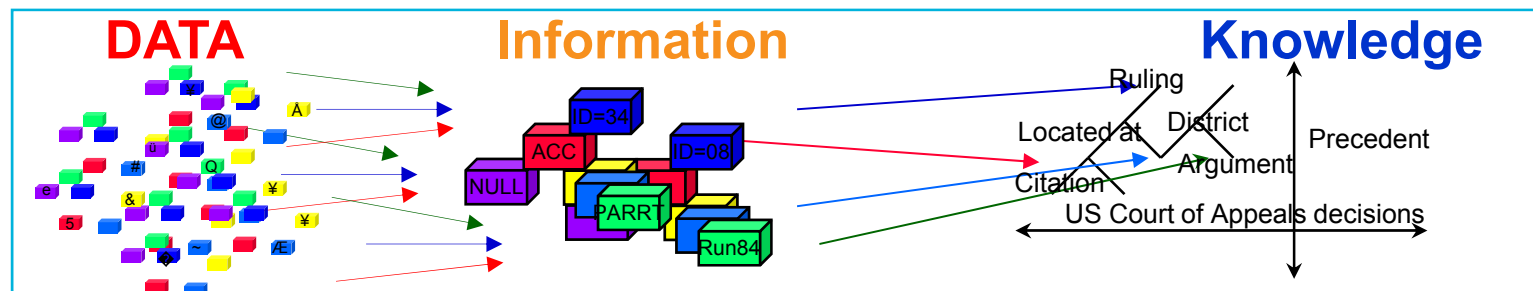 DATA
Information
Knowledge
¥
Å
@
ü
#
Q
e
&
¥
5
¥
~
Æ
�
ID=34
ACC
ID=08
NULL
PARRT
Run84
Ruling
Located at
District
Precedent
Argument
Citation
US Court of Appeals decisions